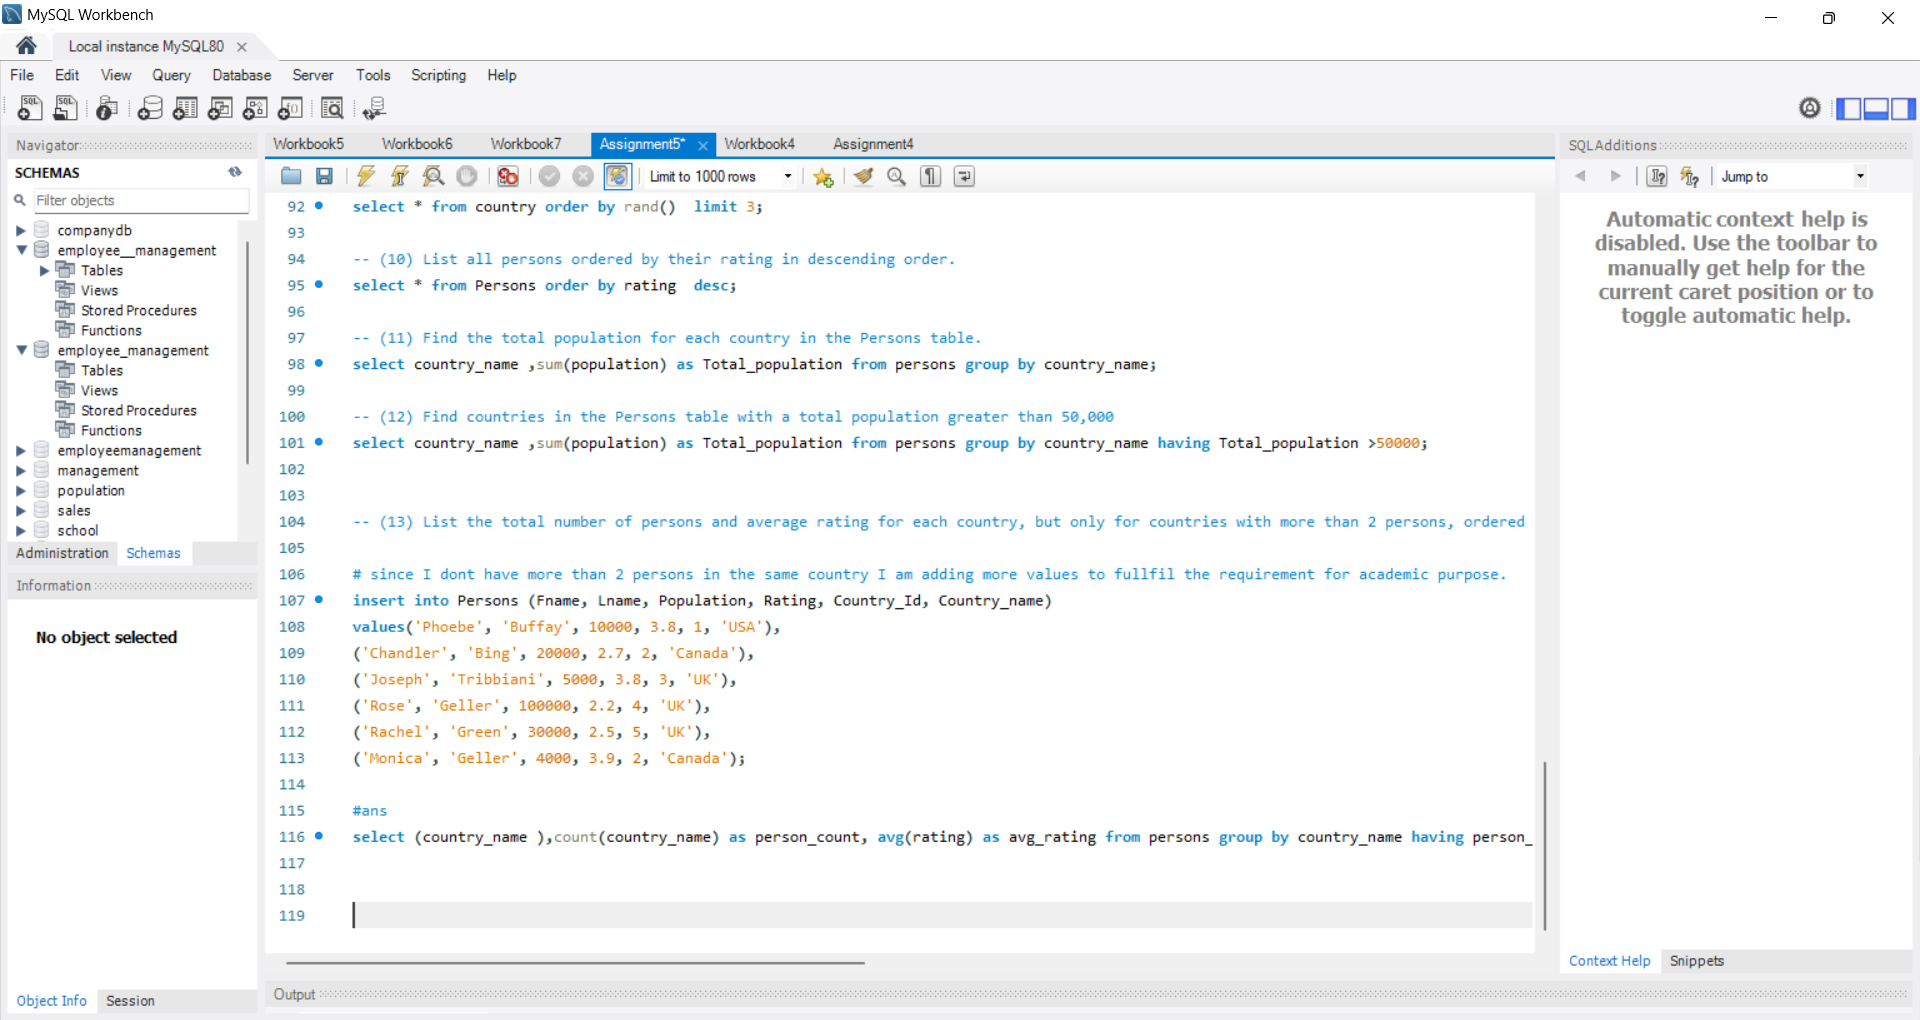 MySQL Workbench
Local instance MySQL80
File Edit View Query Database Server Tools Scripting Help
Navigator
SCHEMAS
Filter objects
companydb
employee__management
Tables
Views
Stored Procedures
Functions
employee_management
Tables
Views
Stored Procedures
Functions
employeemanagement
management
population
sales
school
Administration Schemas
Information
No object selected
Object Info Session
Workbook5 Workbook6 Workbook7 Assignment5* Workbook4 Assignment4
Limit to 1000 rows
92 select * from country order by rand()  limit 3;
93
94 -- (10) List all persons ordered by their rating in descending order.
95 select * from Persons order by rating  desc;
96
97 -- (11) Find the total population for each country in the Persons table.
98 select country_name ,sum(population) as Total_population from persons group by country_name;
99
100 -- (12) Find countries in the Persons table with a total population greater than 50,000
101 select country_name ,sum(population) as Total_population from persons group by country_name having Total_population >50000;
102
103
104 -- (13) List the total number of persons and average rating for each country, but only for countries with more than 2 persons, ordered
105
106 # since I dont have more than 2 persons in the same country I am adding more values to fullfil the requirement for academic purpose.
107 insert into Persons (Fname, Lname, Population, Rating, Country_Id, Country_name)
108 values('Phoebe', 'Buffay', 10000, 3.8, 1, 'USA'),
109 ('Chandler', 'Bing', 20000, 2.7, 2, 'Canada'),
110 ('Joseph', 'Tribbiani', 5000, 3.8, 3, 'UK'),
111 ('Rose', 'Geller', 100000, 2.2, 4, 'UK'),
112 ('Rachel', 'Green', 30000, 2.5, 5, 'UK'),
113 ('Monica', 'Geller', 4000, 3.9, 2, 'Canada');
114
115 #ans
116 select (country_name ),count(country_name) as person_count, avg(rating) as avg_rating from persons group by country_name having person_
117
118
119
Output
SQLAdditions
Jump to
Automatic context help is
disabled. Use the toolbar to
manually get help for the
current caret position or to
toggle automatic help.
Context Help Snippets